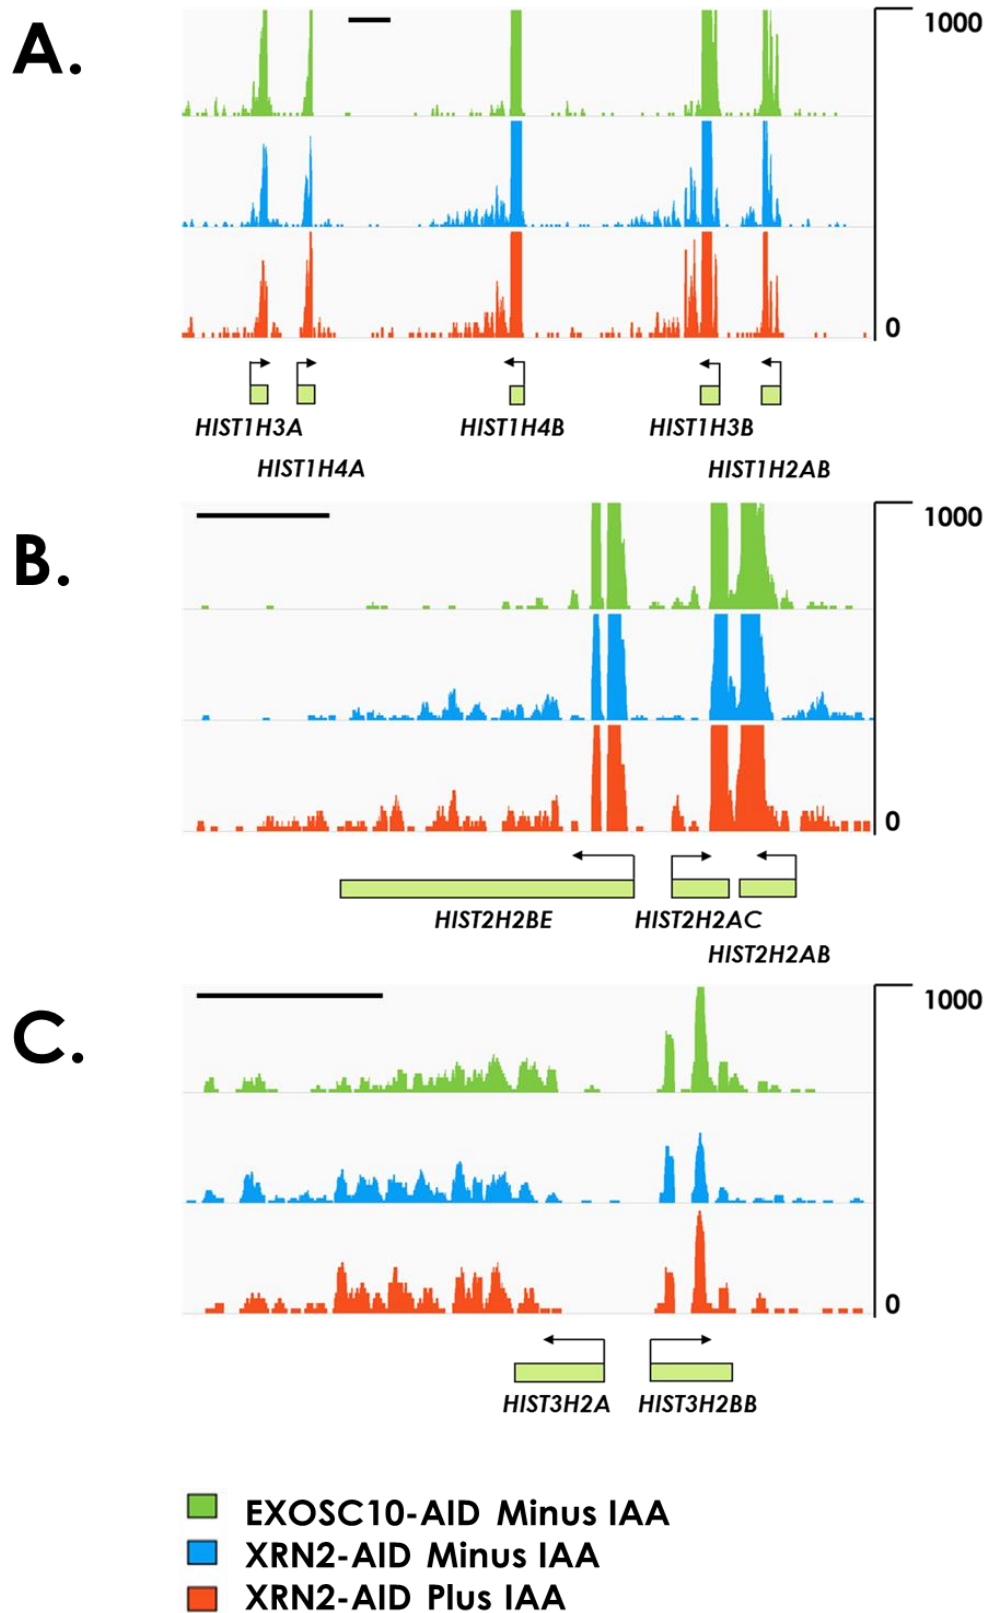 A.
1000
0
HIST1H3A
HIST1H4B
HIST1H3B
HIST1H4A
HIST1H2AB
B.
1000
0
HIST2H2BE
HIST2H2AC
HIST2H2AB
C.
1000
0
HIST3H2A
HIST3H2BB
EXOSC10-AID Minus IAA
XRN2-AID Minus IAA
XRN2-AID Plus IAA